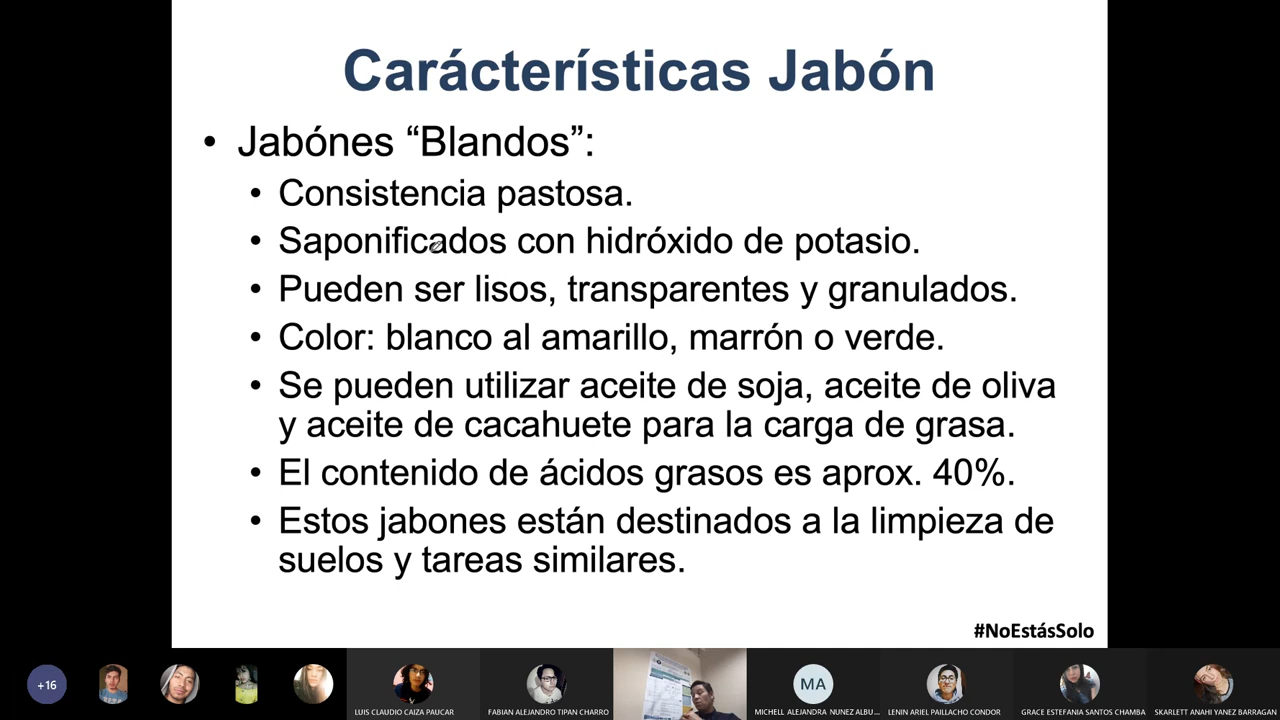 Carácterísticas Jabón
• Jabónes “Blandos”:
• Consistencia pastosa.
• Saponificados con hidróxido de potasio.
• Pueden ser lisos, transparentes y granulados.
• Color: blanco al amarillo, marrón o verde.
• Se pueden utilizar aceite de soja, aceite de oliva
y aceite de cacahuete para la carga de grasa.
• El contenido de ácidos grasos es aprox. 40%.
• Estos jabones están destinados a la limpieza de
suelos y tareas similares.
#NoEstásSolo
+16
MA
LUIS CLAUDIO CAIZA PAUCAR
FABIAN ALEJANDRO TIPAN CHARRO
MICHELL ALEJANDRA NUNEZ ALBU...
LENIN ARIEL PAILLACHO CONDOR
GRACE ESTEFANIA SANTOS CHAMBA
SKARLETT ANAHI YANEZ BARRAGAN